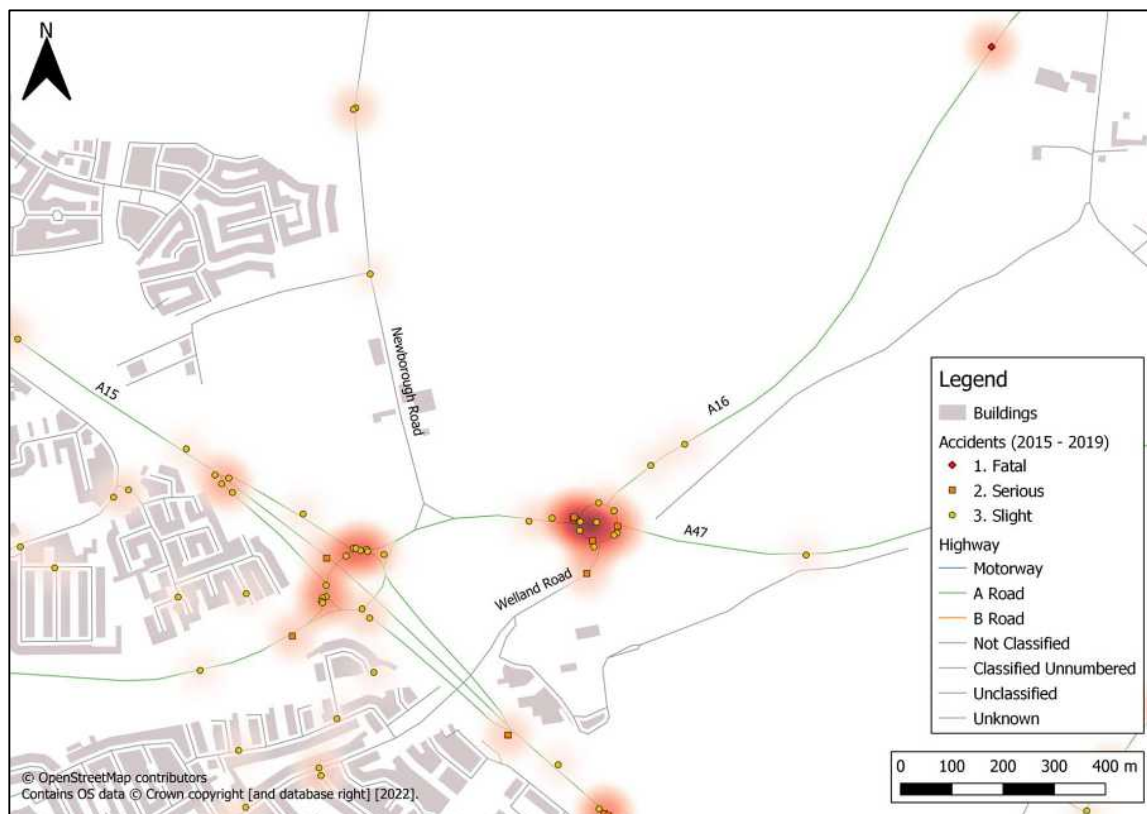 N
A15
Newborough Road
A16
A47
Welland Road
Legend
Buildings
Accidents (2015 - 2019)
1. Fatal
2. Serious
3. Slight
Highway
Motorway
A Road
B Road
Not Classified
Classified Unnumbered
Unclassified
Unknown
0 100 200 300 400 m
© OpenStreetMap contributors
Contains OS data © Crown copyright [and database right] [2022].